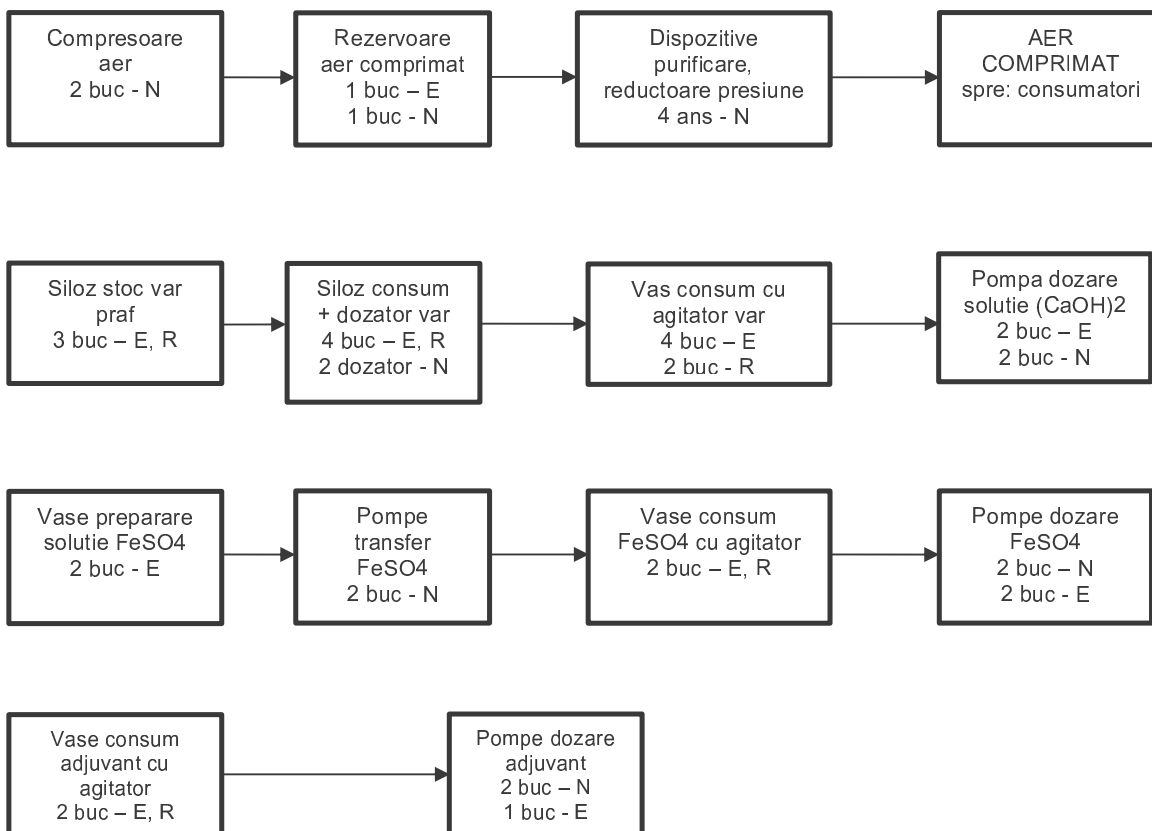 Compresoare
aer
2 buc - N
Rezervoare
aer comprimat
1 buc – E
1 buc - N
Dispozitive
purificare,
reductoare presiune
4 ans - N
AER
COMPRIMAT
spre: consumatori
Siloz stoc var
praf
3 buc – E, R
Siloz consum
+ dozator var
4 buc – E, R
2 dozator - N
Vas consum cu
agitator var
4 buc – E
2 buc - R
Pompa dozare
solutie (CaOH)2
2 buc – E
2 buc - N
Vase preparare
solutie FeSO4
2 buc - E
Pompe
transfer
FeSO4
2 buc - N
Vase consum
FeSO4 cu agitator
2 buc – E, R
Pompe dozare
FeSO4
2 buc – N
2 buc - E
Vase consum
adjuvant cu
agitator
2 buc – E, R
Pompe dozare
adjuvant
2 buc – N
1 buc - E